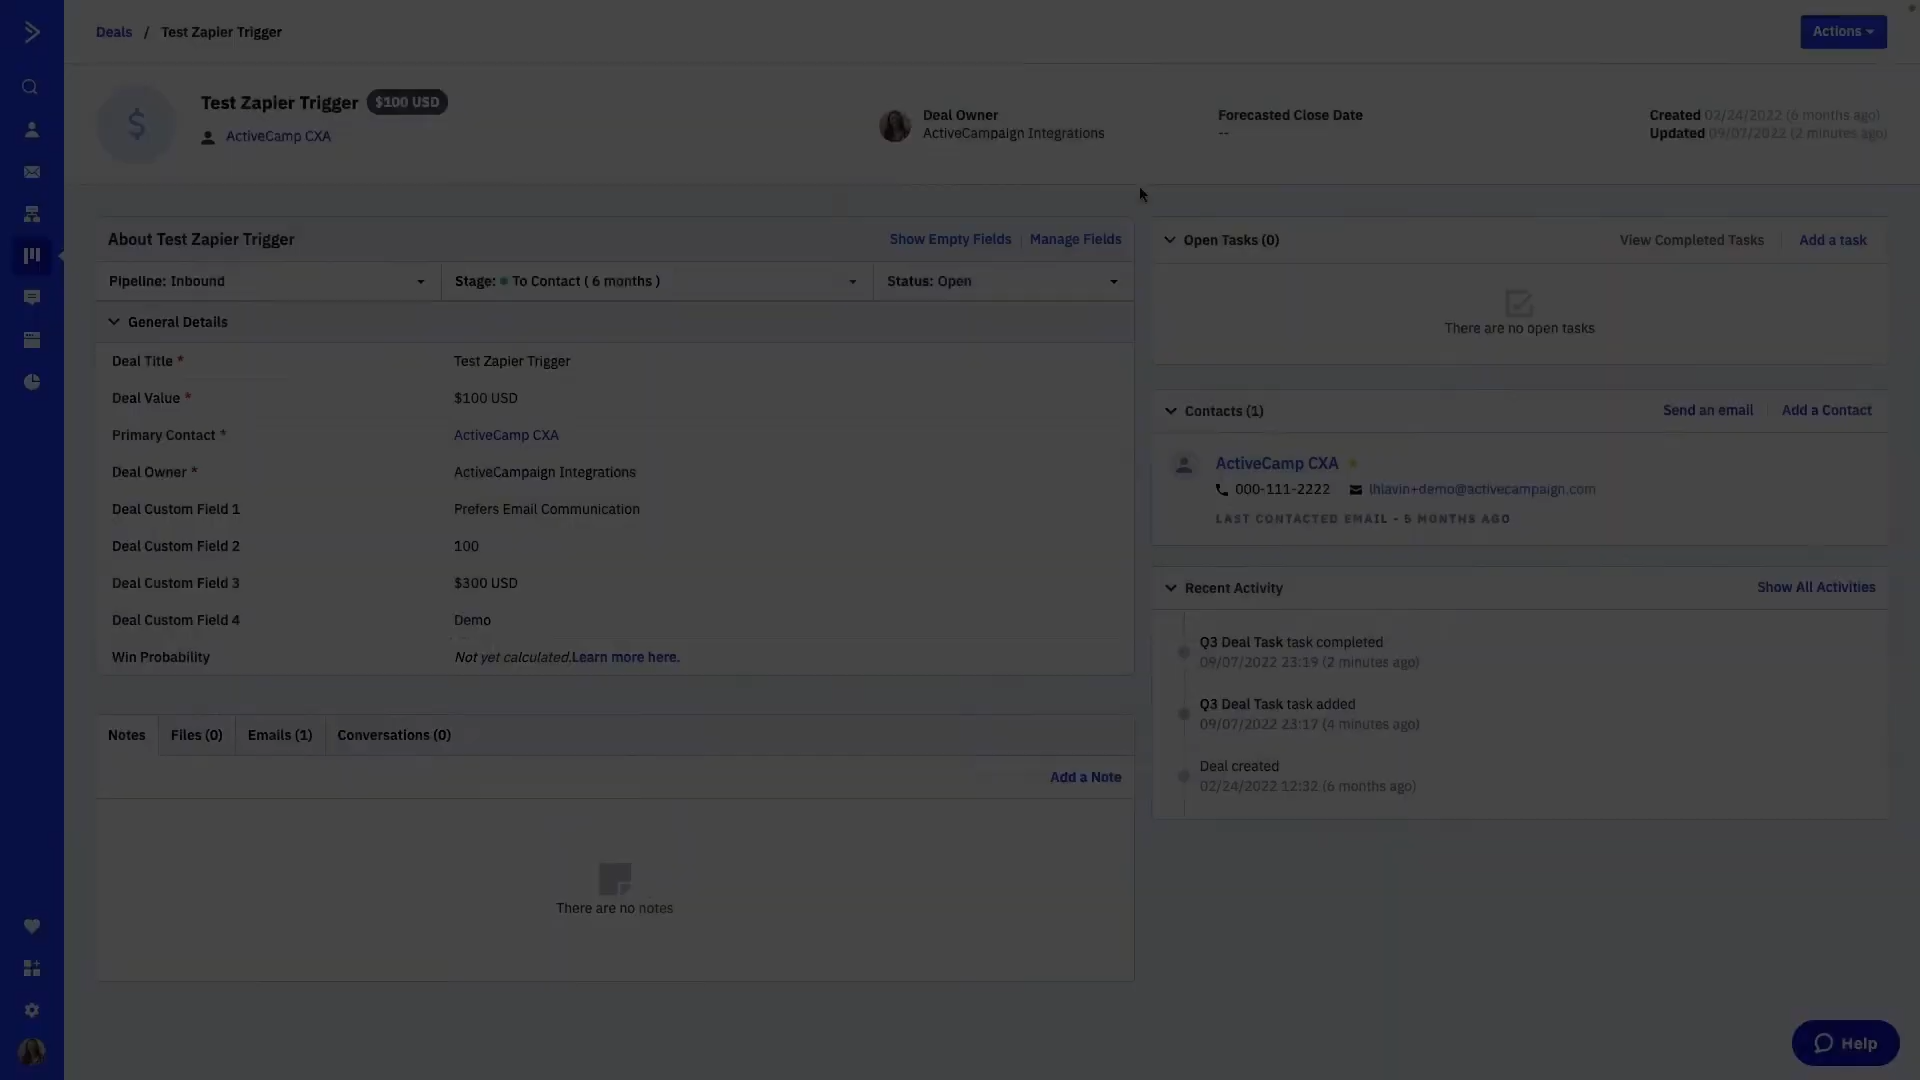 Deals / Test Zapier Trigger
Actions
Test Zapier Trigger $100 USD
ActiveCamp CXA
Deal Owner
ActiveCampaign Integrations
Forecasted Close Date
--
Created 02/24/2022 (6 months ago)
Updated 09/07/2022 (2 minutes ago)
About Test Zapier Trigger
Show Empty Fields
Manage Fields
Pipeline: Inbound
Stage: To Contact ( 6 months )
Status: Open
General Details
Deal Title * Test Zapier Trigger
Deal Value * $100 USD
Primary Contact * ActiveCamp CXA
Deal Owner * ActiveCampaign Integrations
Deal Custom Field 1 Prefers Email Communication
Deal Custom Field 2 100
Deal Custom Field 3 $300 USD
Deal Custom Field 4 Demo
Win Probability Not yet calculated.Learn more here.
Notes
Files (0)
Emails (1)
Conversations (0)
Add a Note
There are no notes
Open Tasks (0)
View Completed Tasks
Add a task
There are no open tasks
Contacts (1)
Send an email
Add a Contact
ActiveCamp CXA
000-111-2222 lhlavin+demo@activecampaign.com
LAST CONTACTED EMAIL - 5 MONTHS AGO
Recent Activity
Show All Activities
Q3 Deal Task task completed
09/07/2022 23:19 (2 minutes ago)
Q3 Deal Task task added
09/07/2022 23:17 (4 minutes ago)
Deal created
02/24/2022 12:32 (6 months ago)
Help